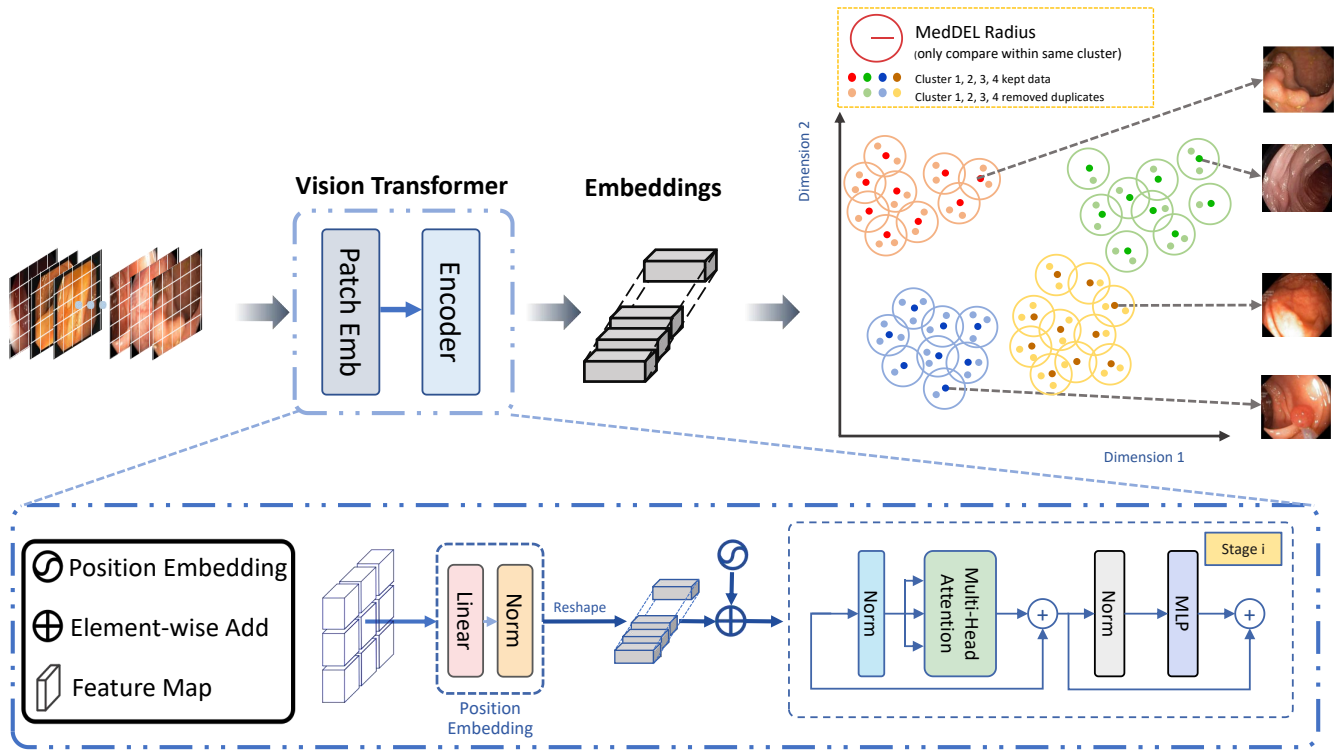 MedDEL Radius
(only compare within same cluster)
Cluster 1, 2, 3, 4 kept data
Cluster 1, 2, 3, 4 removed duplicates
Dimension 2
Dimension 1
Vision Transformer
Embeddings
Patch Emb
Encoder
Position Embedding
Element-wise Add
Feature Map
Linear
Norm
Position
Embedding
Reshape
Stage i
Norm
Multi-Head
Attention
Norm
MLP